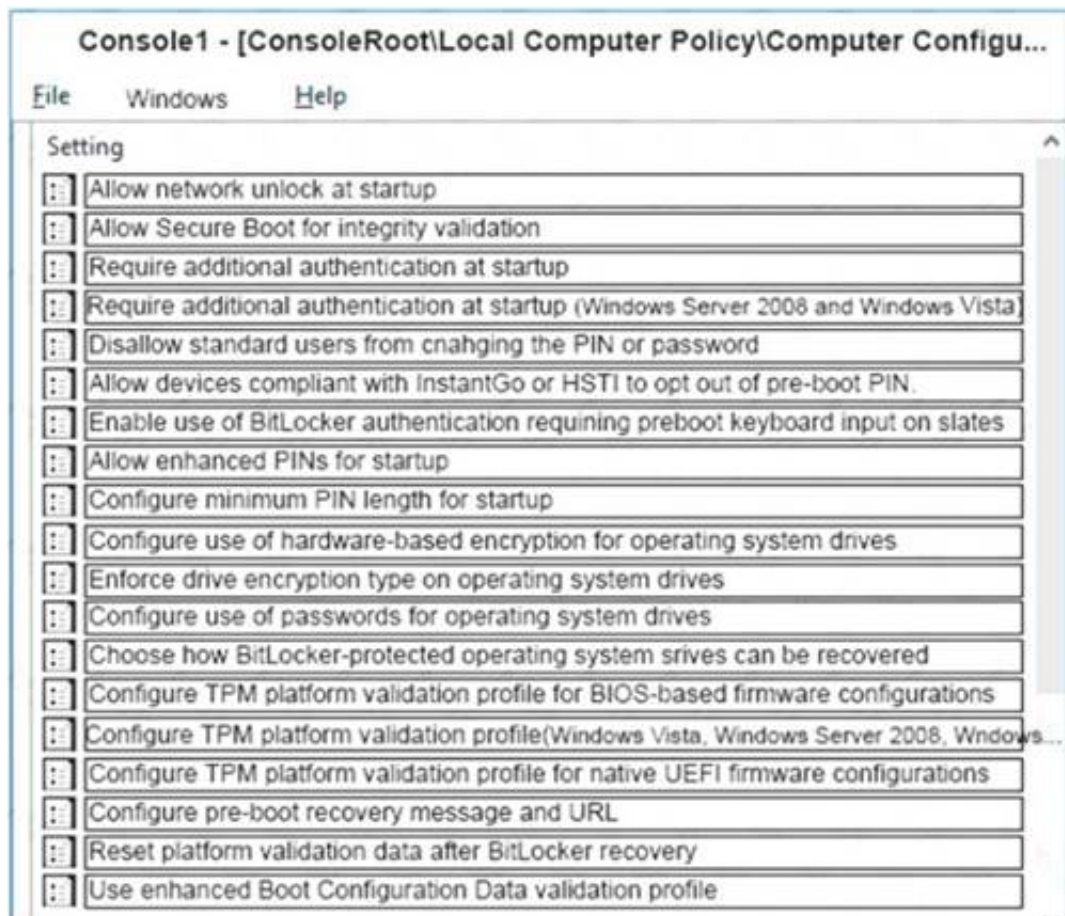 Console1 - [ConsoleRoot\Local Computer Policy\Computer Configu...
File Windows Help
Setting
Allow network unlock at startup
Allow Secure Boot for integrity validation
Require additional authentication at startup
Require additional authentication at startup (Windows Server 2008 and Windows Vista)
Disallow standard users from cnahging the PIN or password
Allow devices compliant with InstantGo or HSTI to opt out of pre-boot PIN.
Enable use of BitLocker authentication requining preboot keyboard input on slates
Allow enhanced PINs for startup
Configure minimum PIN length for startup
Configure use of hardware-based encryption for operating system drives
Enforce drive encryption type on operating system drives
Configure use of passwords for operating system drives
Choose how BitLocker-protected operating system srives can be recovered
Configure TPM platform validation profile for BIOS-based firmware configurations
Configure TPM platform validation profile(Windows Vista, Windows Server 2008, Wndows...
Configure TPM platform validation profile for native UEFI firmware configurations
Configure pre-boot recovery message and URL
Reset platform validation data after BitLocker recovery
Use enhanced Boot Configuration Data validation profile